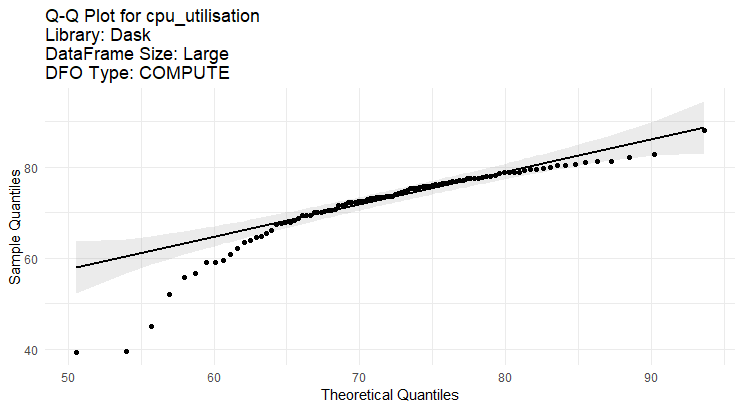 Q-Q Plot for cpu_utilisation
Library: Dask
DataFrame Size: Large
DFO Type: COMPUTE
Sample Quantiles
80
60
40
50 60 70 80 90
Theoretical Quantiles